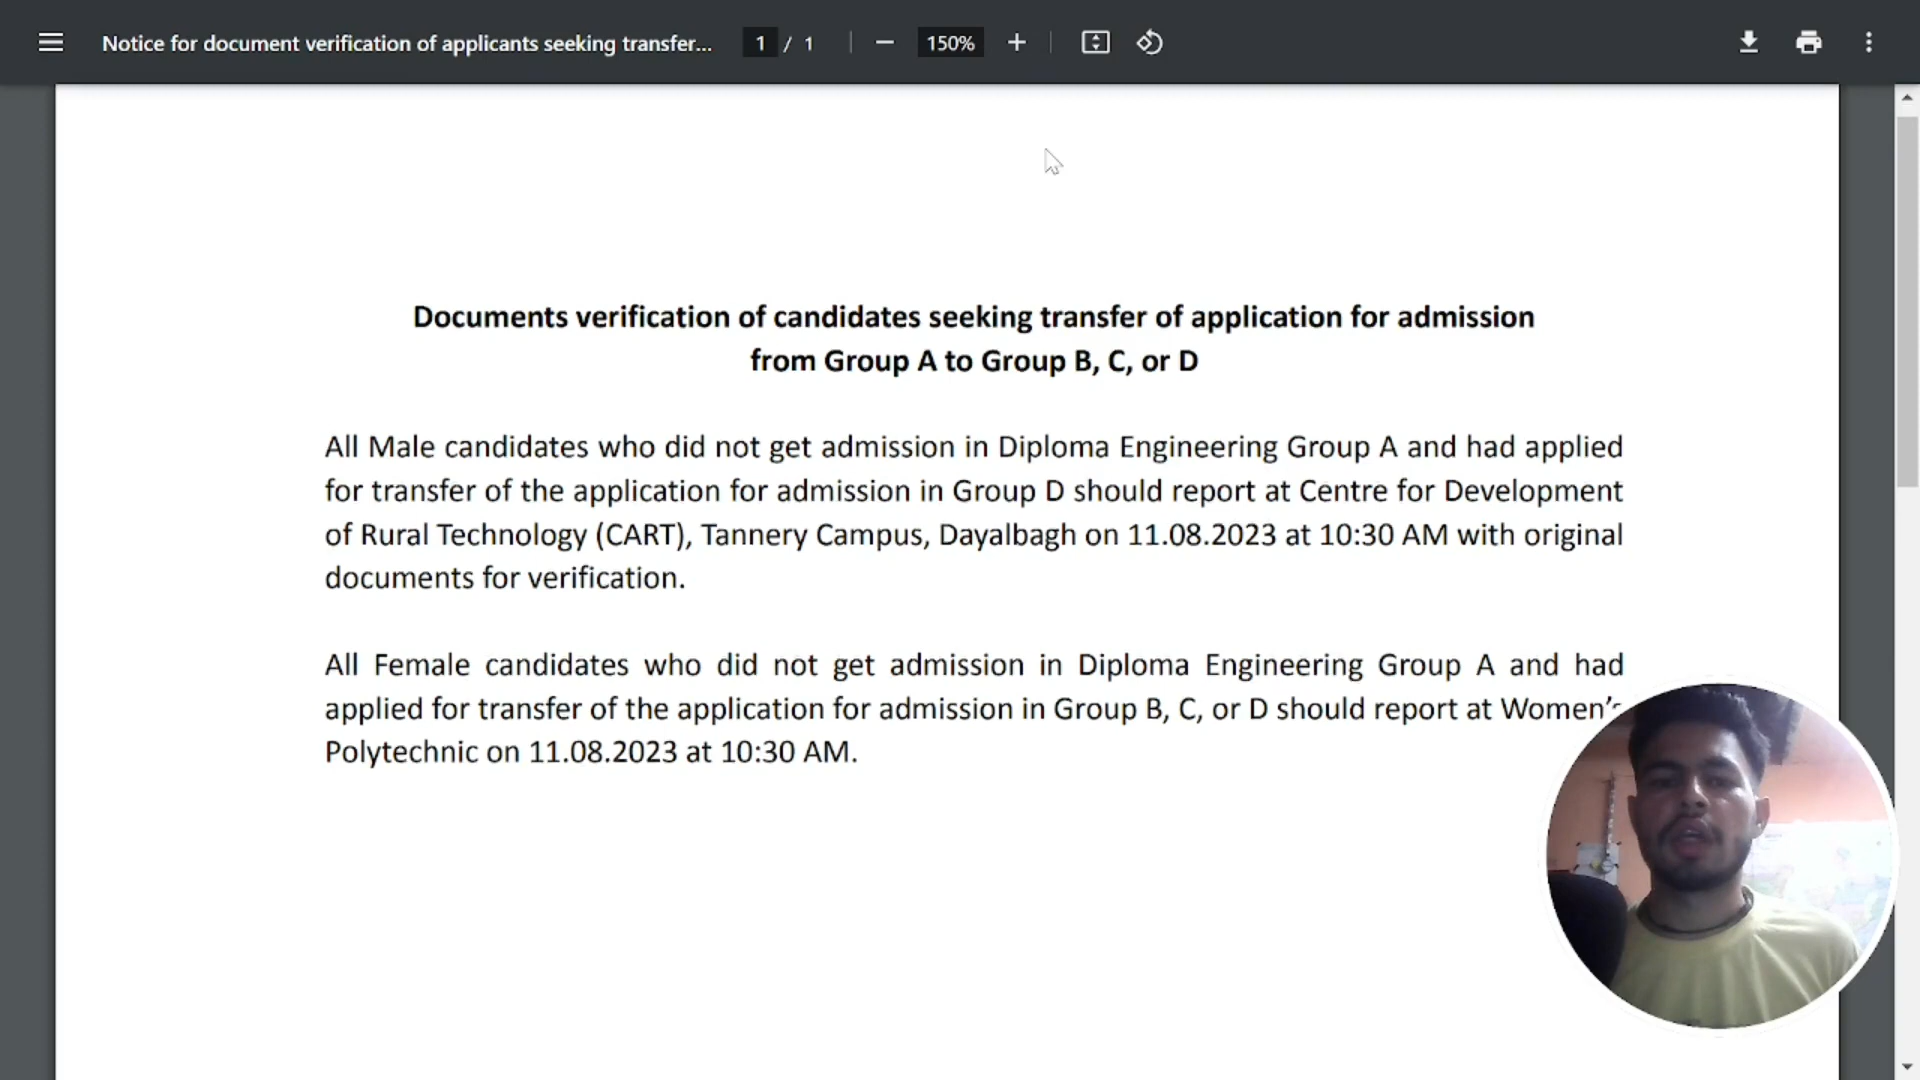 Notice for document verification of applicants seeking transfer... 1 / 1 150%
Documents verification of candidates seeking transfer of application for admission
from Group A to Group B, C, or D
All Male candidates who did not get admission in Diploma Engineering Group A and had applied
for transfer of the application for admission in Group D should report at Centre for Development
of Rural Technology (CART), Tannery Campus, Dayalbagh on 11.08.2023 at 10:30 AM with original
documents for verification.
All Female candidates who did not get admission in Diploma Engineering Group A and had
applied for transfer of the application for admission in Group B, C, or D should report at Women's
Polytechnic on 11.08.2023 at 10:30 AM.